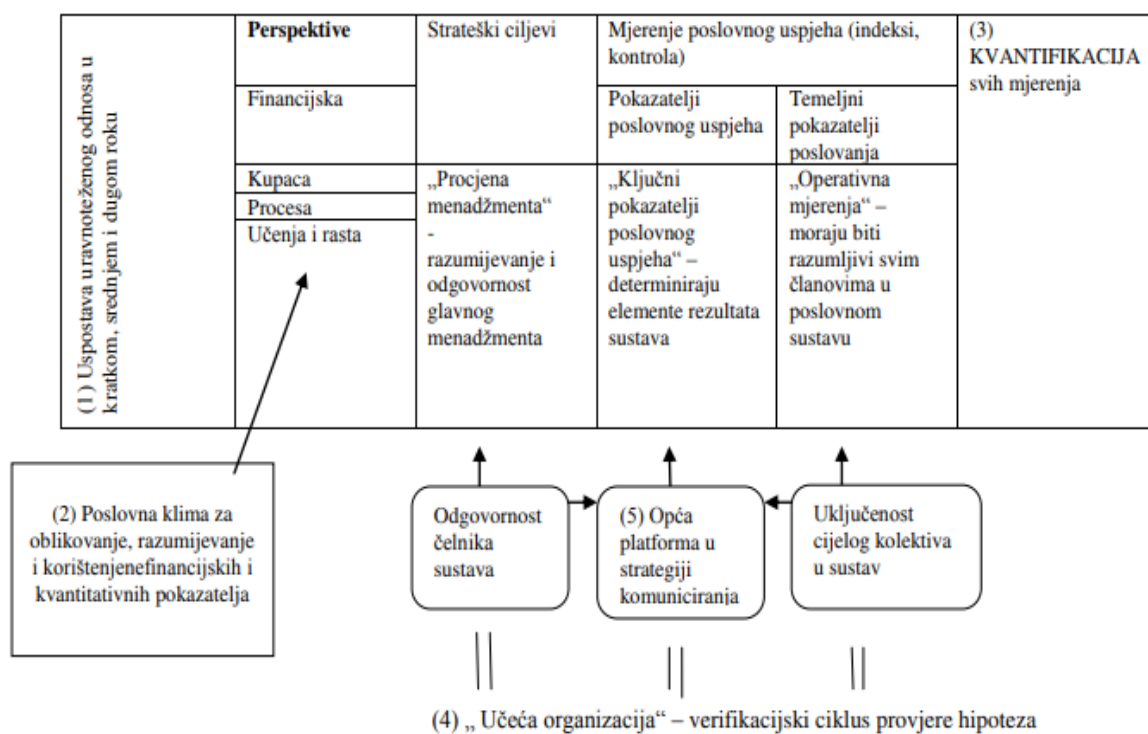 (1) Uspostava uravnoteženog odnosa u
kratkom, srednjem i dugom roku
Perspektive
Strateški ciljevi
Mjerenje poslovnog uspjeha (indeksi,
kontrola)
(3)
KVANTIFIKACIJA
svih mjerenja
Financijska
Pokazatelji
poslovnog uspjeha
Temeljni
pokazatelji
poslovanja
Kupaca
Procesa
Učenja i rasta
„Procjena
menadžmenta“
-
razumijevanje i
odgovornost
glavnog
menadžmenta
„Ključni
pokazatelji
poslovnog
uspjeha“ –
determiniraju
elemente rezultata
sustava
„Operativna
mjerenja“ –
moraju biti
razumljivi svim
članovima u
poslovnom
sustavu
(2) Poslovna klima za
oblikovanje, razumijevanje
i korištenjenefinancijskih i
kvantitativnih pokazatelja
Odgovornost
čelnika
sustava
(5) Opća
platforma u
strategiji
komuniciranja
Uključenost
cijelog kolektiva
u sustav
(4) „ Učeća organizacija“ – verifikacijski ciklus provjere hipoteza